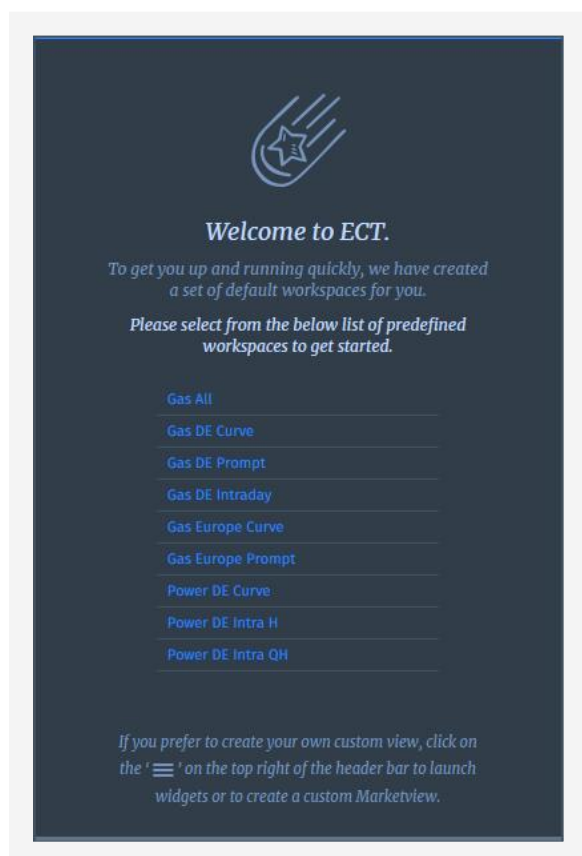 Welcome to ECT.
To get you up and running quickly, we have created
a set of default workspaces for you.
Please select from the below list of predefined
workspaces to get started.
Gas All
Gas DE Curve
Gas DE Prompt
Gas DE Intraday
Gas Europe Curve
Gas Europe Prompt
Power DE Curve
Power DE Intra H
Power DE Intra QH
If you prefer to create your own custom view, click on
the ‘ ☰ ’ on the top right of the header bar to launch
widgets or to create a custom Marketview.